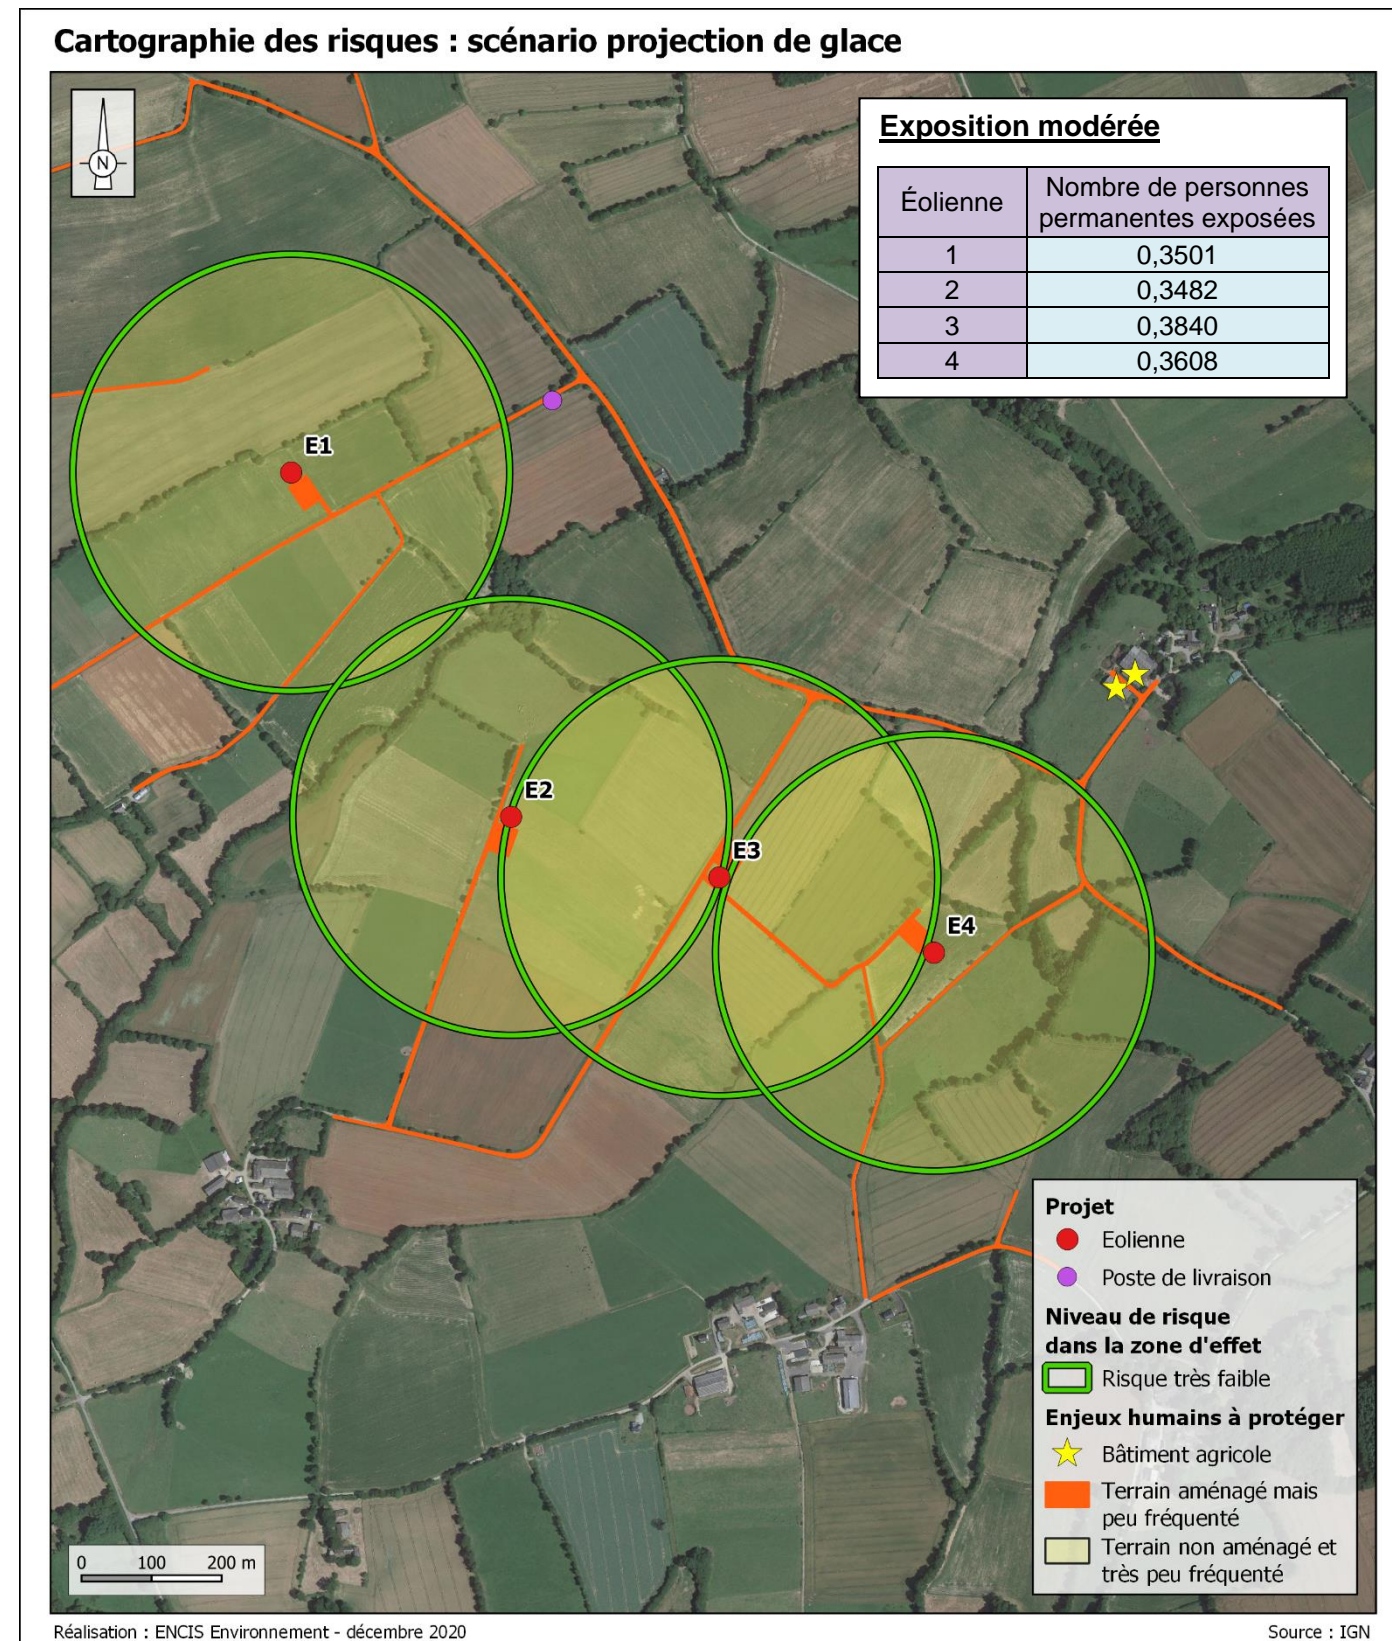 Cartographie des risques : scénario projection de glace
N
Exposition modérée
Éolienne
Nombre de personnes
permanentes exposées
1 0,3501
2 0,3482
3 0,3840
4 0,3608
E1
E2
E3
E4
Projet
Eolienne
Poste de livraison
Niveau de risque
dans la zone d'effet
Risque très faible
Enjeux humains à protéger
Bâtiment agricole
Terrain aménagé mais
peu fréquenté
Terrain non aménagé et
très peu fréquenté
0 100 200 m
Réalisation : ENCIS Environnement - décembre 2020
Source : IGN